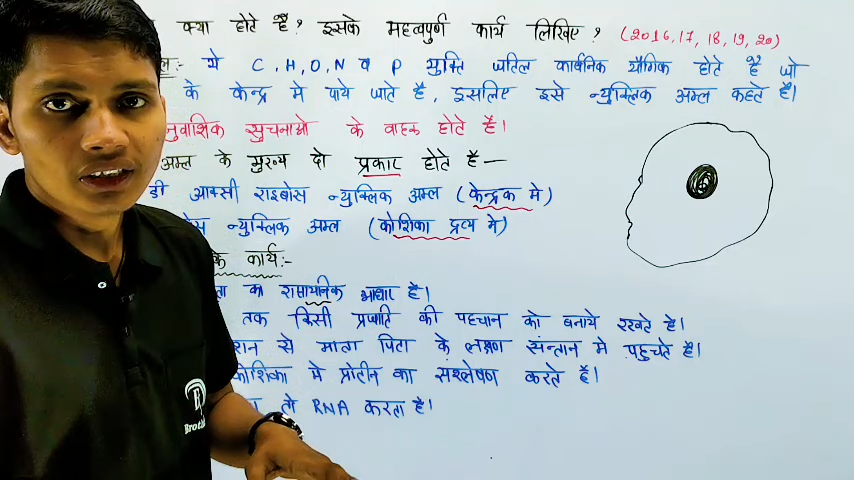 क्या होते है? इसके महत्वपुर्ण कार्य लिखिए? (2016,17, 18, 19, 20)
ल:- ये C, H, O, N व P युक्ति जटिल कार्बनिक यौगिक होते है जो
के केन्द्र मे पाये जाते है, इसलिए इसे न्युक्लिक अम्ल कहते है।
नुवांशिक सुचनाओ के वाहक होते है।
अम्ल के मुख्य दो प्रकार होते है —
डी आक्सी राइबोस न्युक्लिक अम्ल (केन्द्रक मे)
न्युक्लिक अम्ल (कोशिका द्रव्य मे)
के कार्य:-
का रासायनिक आधार है।
तक किसी प्रजाति की पहचान को बनाये रखते है।
से माता पिता के लक्षण संन्तान मे पहुचते है।
कोशिका मे प्रोटीन का संश्लेषण करते है।
तो RNA करता है।